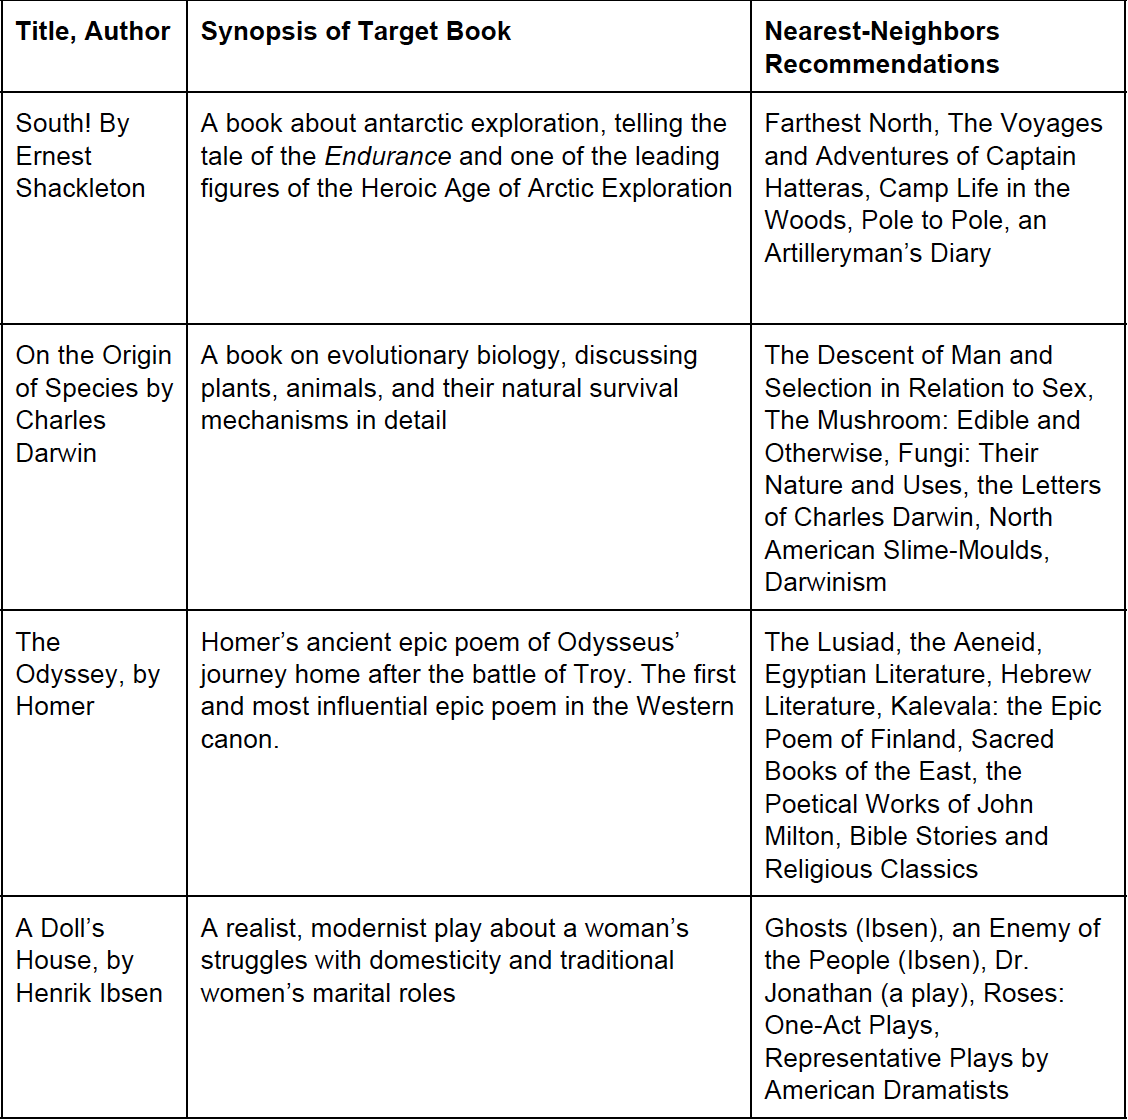 Title, Author
Synopsis of Target Book
Nearest-Neighbors
Recommendations
South! By
Ernest
Shackleton
A book about antarctic exploration, telling the
tale of the Endurance and one of the leading
figures of the Heroic Age of Arctic Exploration
Farthest North, The Voyages
and Adventures of Captain
Hatteras, Camp Life in the
Woods, Pole to Pole, an
Artilleryman’s Diary
On the Origin
of Species by
Charles
Darwin
A book on evolutionary biology, discussing
plants, animals, and their natural survival
mechanisms in detail
The Descent of Man and
Selection in Relation to Sex,
The Mushroom: Edible and
Otherwise, Fungi: Their
Nature and Uses, the Letters
of Charles Darwin, North
American Slime-Moulds,
Darwinism
The
Odyssey, by
Homer
Homer’s ancient epic poem of Odysseus’
journey home after the battle of Troy. The first
and most influential epic poem in the Western
canon.
The Lusiad, the Aeneid,
Egyptian Literature, Hebrew
Literature, Kalevala: the Epic
Poem of Finland, Sacred
Books of the East, the
Poetical Works of John
Milton, Bible Stories and
Religious Classics
A Doll’s
House, by
Henrik Ibsen
A realist, modernist play about a woman’s
struggles with domesticity and traditional
women’s marital roles
Ghosts (Ibsen), an Enemy of
the People (Ibsen), Dr.
Jonathan (a play), Roses:
One-Act Plays,
Representative Plays by
American Dramatists